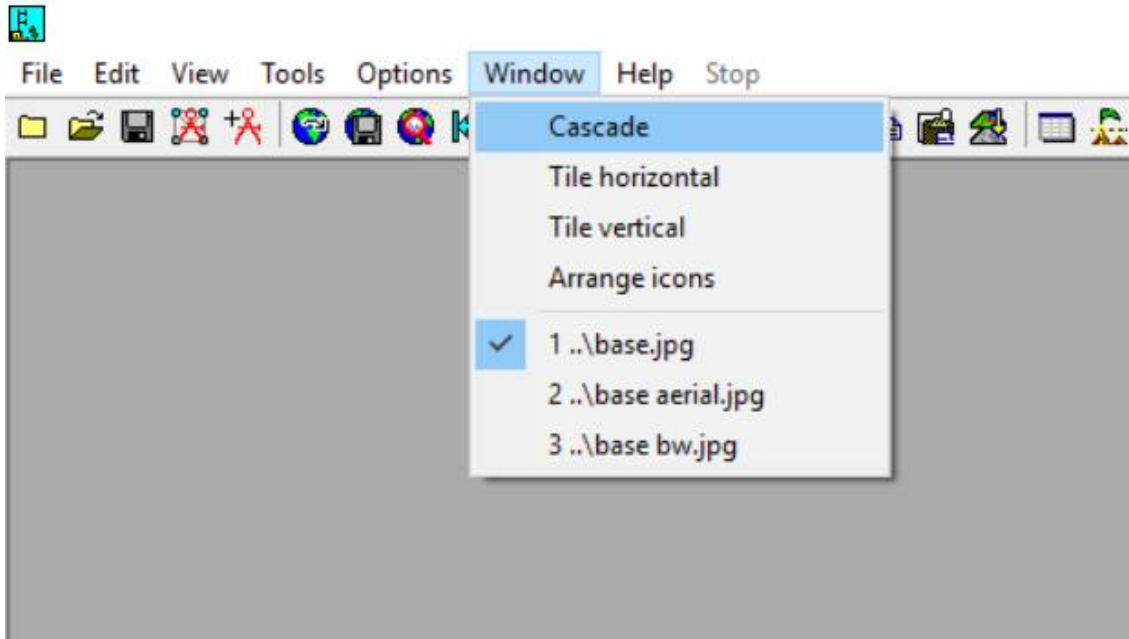 File Edit View Tools Options Window Help Stop
Cascade
Tile horizontal
Tile vertical
Arrange icons
1 ..\base.jpg
2 ..\base aerial.jpg
3 ..\base bw.jpg